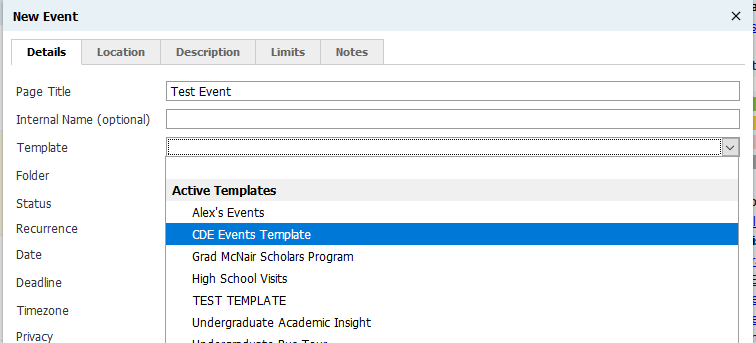 New Event
Details Location Description Limits Notes
Page Title Test Event
Internal Name (optional)
Template
Folder
Active Templates
Status
Alex's Events
Recurrence
CDE Events Template
Date
Grad McNair Scholars Program
Deadline
High School Visits
Timezone
TEST TEMPLATE
Undergraduate Academic Insight
Privacy